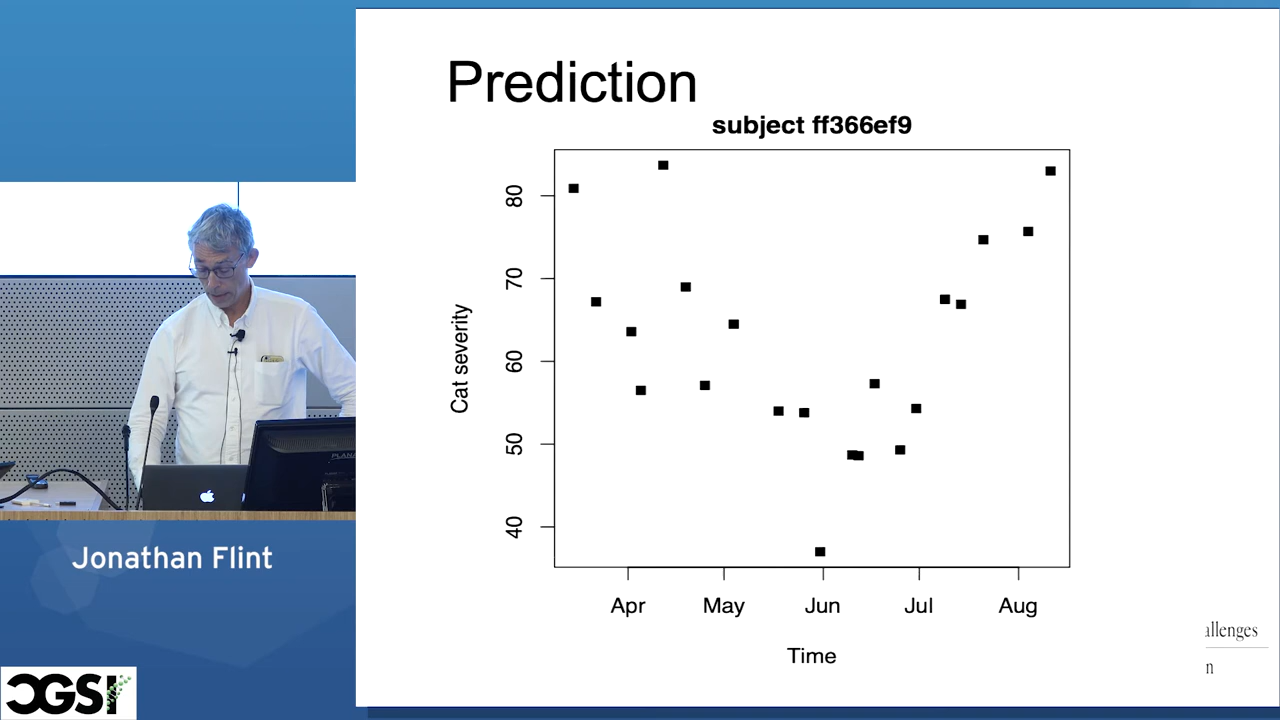 Prediction
subject ff366ef9
Cat severity
80
70
60
50
40
Apr May Jun Jul Aug
Time
allenges
n
Jonathan Flint
CGSI